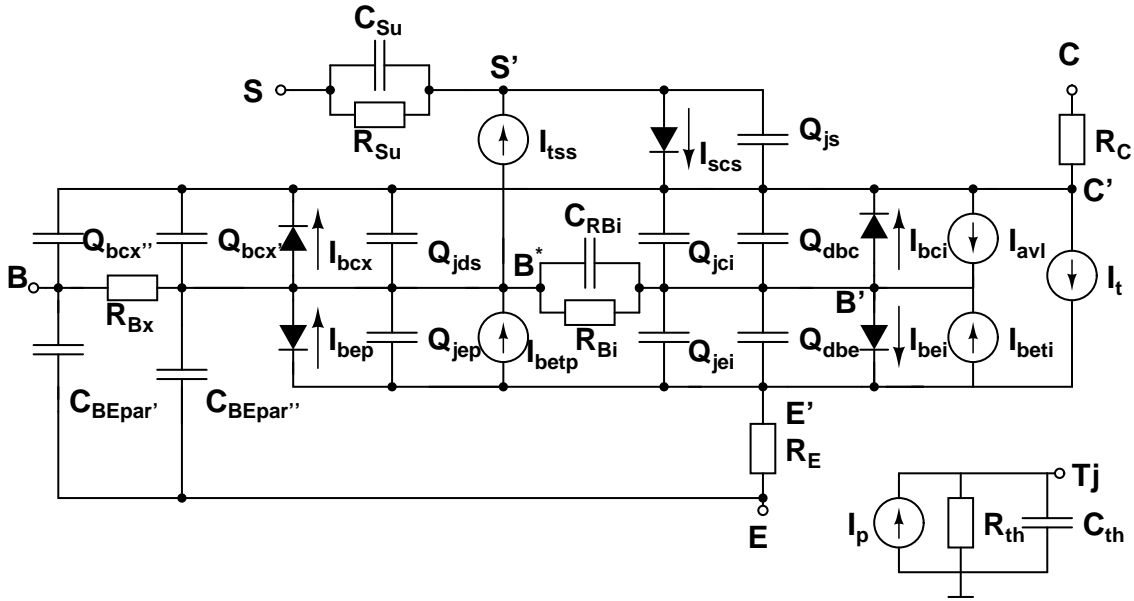 C_Su
S'
C
S
R_Su
I_tss
I_scs
Q_js
R_C
C'
C_RBi
Q_bcx''
Q_bcx'
I_bcx
Q_jds
B*
Q_jci
Q_dbc
I_bci
I_avl
I_t
B
R_Bx
B'
I_bep
Q_jep
I_betp
R_Bi
Q_jei
Q_dbe
I_bei
I_beti
C_BEpar'
C_BEpar''
E'
R_E
Tj
E
I_p
R_th
C_th